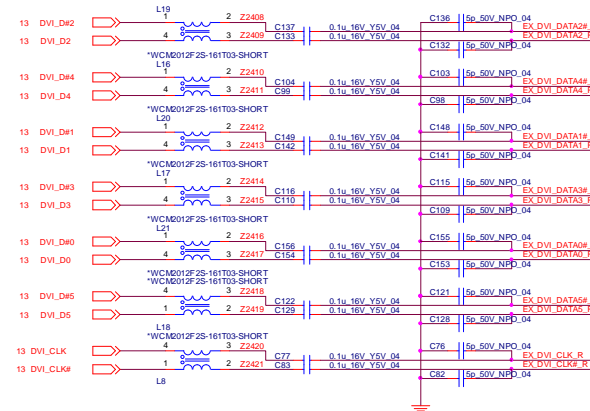 L19
13 DVI_D#2 1 2 Z2408 C137 0.1u_16V_Y5V_04 C136 5p_50V_NPO_04 EX_DVI_DATA2#_
13 DVI_D2 4 3 Z2409 C133 0.1u_16V_Y5V_04 C132 5p_50V_NPO_04 EX_DVI_DATA2_R
*WCM2012F2S-161T03-SHORT
L16
13 DVI_D#4 1 2 Z2410 C104 0.1u_16V_Y5V_04 C103 5p_50V_NPO_04 EX_DVI_DATA4#_
13 DVI_D4 4 3 Z2411 C99 0.1u_16V_Y5V_04 C98 5p_50V_NPO_04 EX_DVI_DATA4_R
*WCM2012F2S-161T03-SHORT
L20
13 DVI_D#1 1 2 Z2412 C149 0.1u_16V_Y5V_04 C148 5p_50V_NPO_04 EX_DVI_DATA1#_
13 DVI_D1 4 3 Z2413 C142 0.1u_16V_Y5V_04 C141 5p_50V_NPO_04 EX_DVI_DATA1_R
*WCM2012F2S-161T03-SHORT
L17
13 DVI_D#3 1 2 Z2414 C116 0.1u_16V_Y5V_04 C115 5p_50V_NPO_04 EX_DVI_DATA3#_
13 DVI_D3 4 3 Z2415 C110 0.1u_16V_Y5V_04 C109 5p_50V_NPO_04 EX_DVI_DATA3_R
*WCM2012F2S-161T03-SHORT
L21
13 DVI_D#0 1 2 Z2416 C156 0.1u_16V_Y5V_04 C155 5p_50V_NPO_04 EX_DVI_DATA0#_
13 DVI_D0 4 3 Z2417 C154 0.1u_16V_Y5V_04 C153 5p_50V_NPO_04 EX_DVI_DATA0_R
*WCM2012F2S-161T03-SHORT
*WCM2012F2S-161T03-SHORT
13 DVI_D#5 4 3 Z2418 C122 0.1u_16V_Y5V_04 C121 5p_50V_NPO_04 EX_DVI_DATA5#_
13 DVI_D5 1 2 Z2419 C129 0.1u_16V_Y5V_04 C128 5p_50V_NPO_04 EX_DVI_DATA5_R
L18
*WCM2012F2S-161T03-SHORT
13 DVI_CLK 4 3 Z2420 C77 0.1u_16V_Y5V_04 C76 5p_50V_NPO_04 EX_DVI_CLK_R
13 DVI_CLK# 1 2 Z2421 C83 0.1u_16V_Y5V_04 C82 5p_50V_NPO_04 EX_DVI_CLK#_R
L8